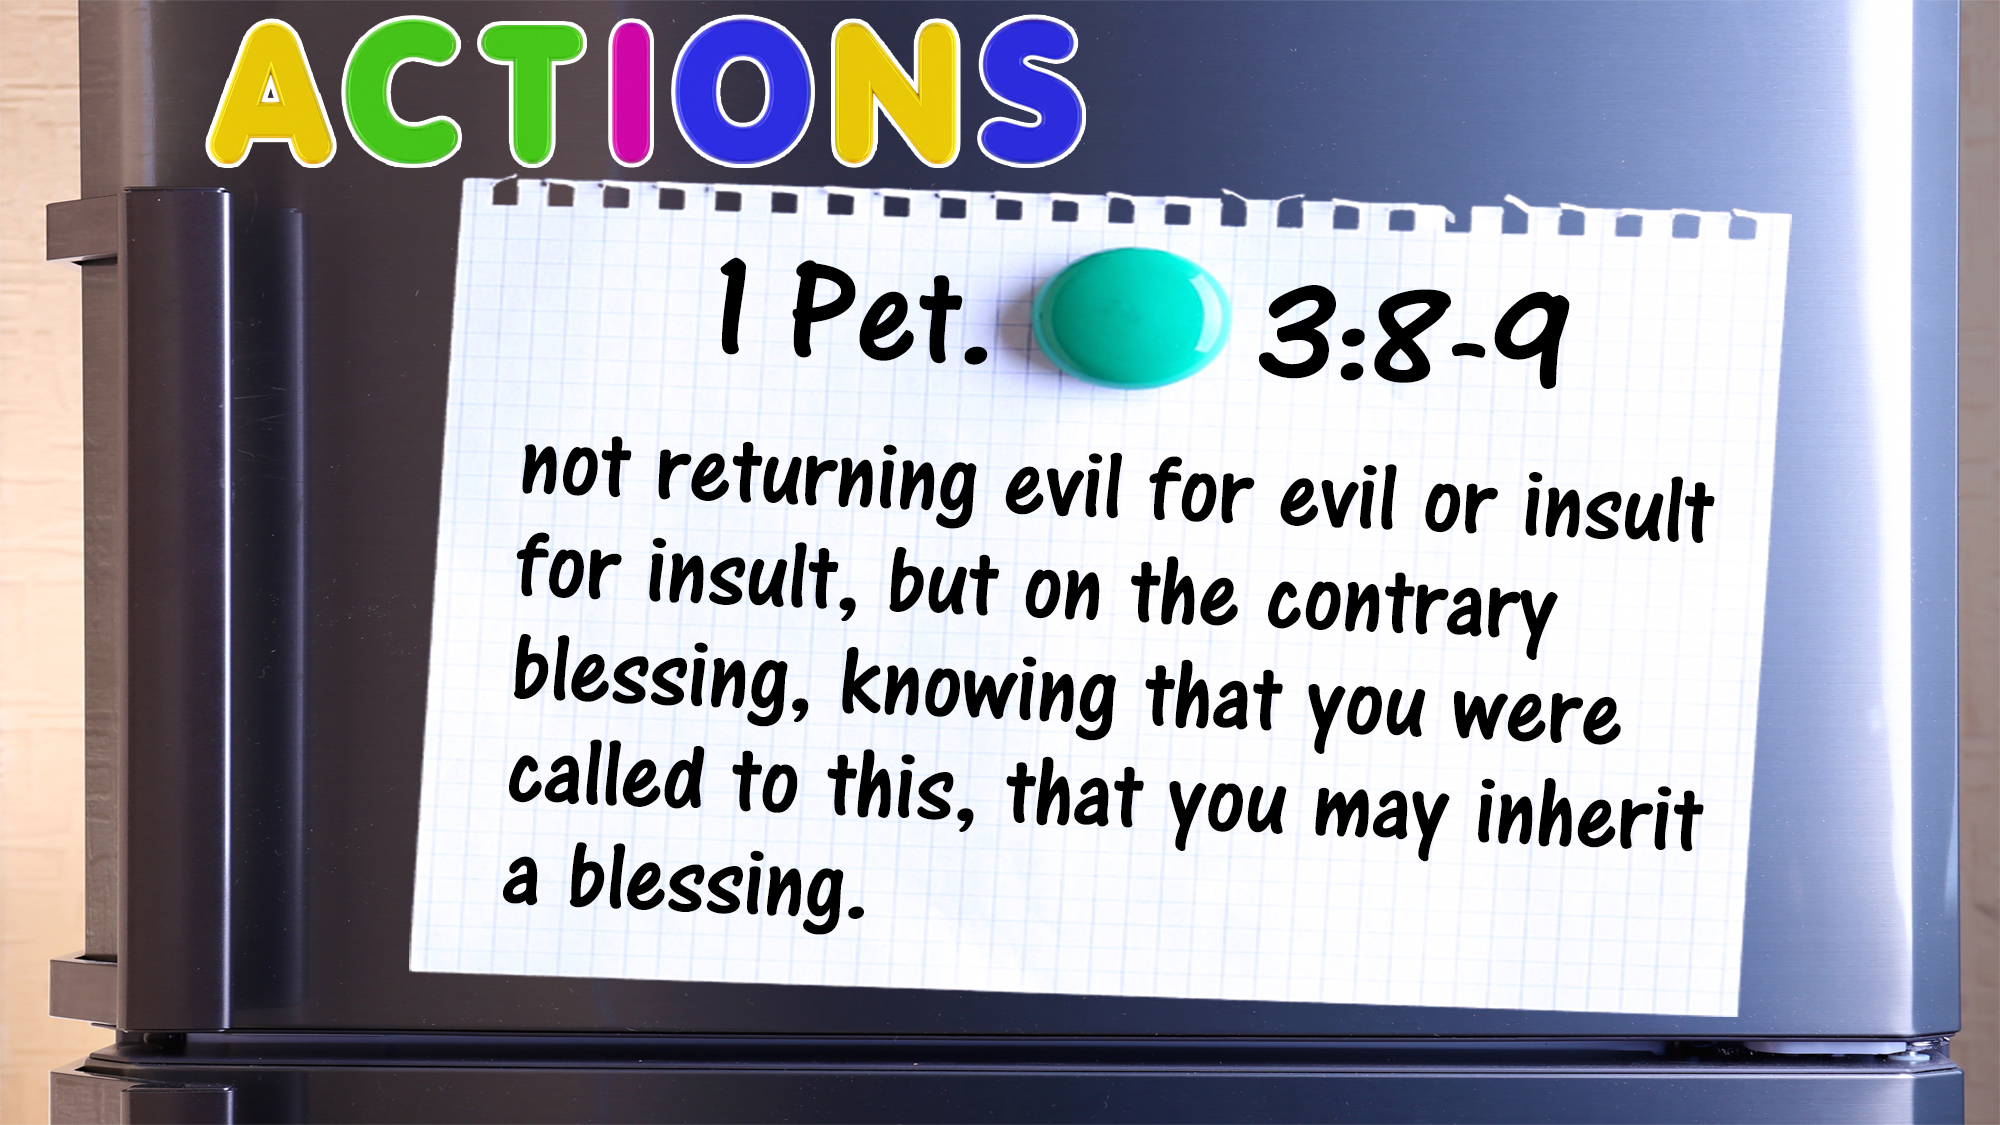 ACTIONS
1 Pet. 3:8-9
not returning evil for evil or insult
for insult, but on the contrary
blessing, knowing that you were
called to this, that you may inherit
a blessing.